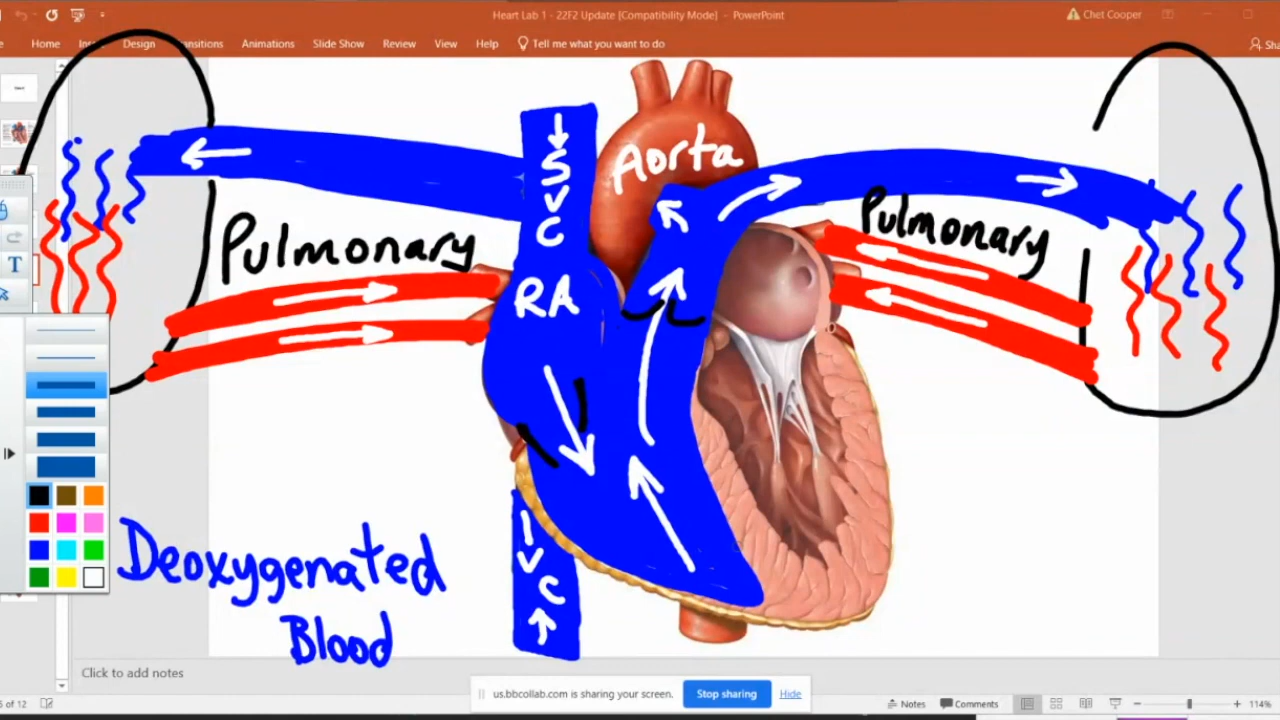 Heart Lab 1 - 22F2 Update [Compatibility Mode] - PowerPoint
Chet Cooper
Home
Design
Animations
Slide Show
Review
View
Help
Tell me what you want to do
Aorta
S
V
C
RA
Pulmonary
Pulmonary
T
I
V
C
Deoxygenated
Blood
Click to add notes
us.bbcollab.com is sharing your screen.
Stop sharing
Hide
of 12
Notes
Comments
114%